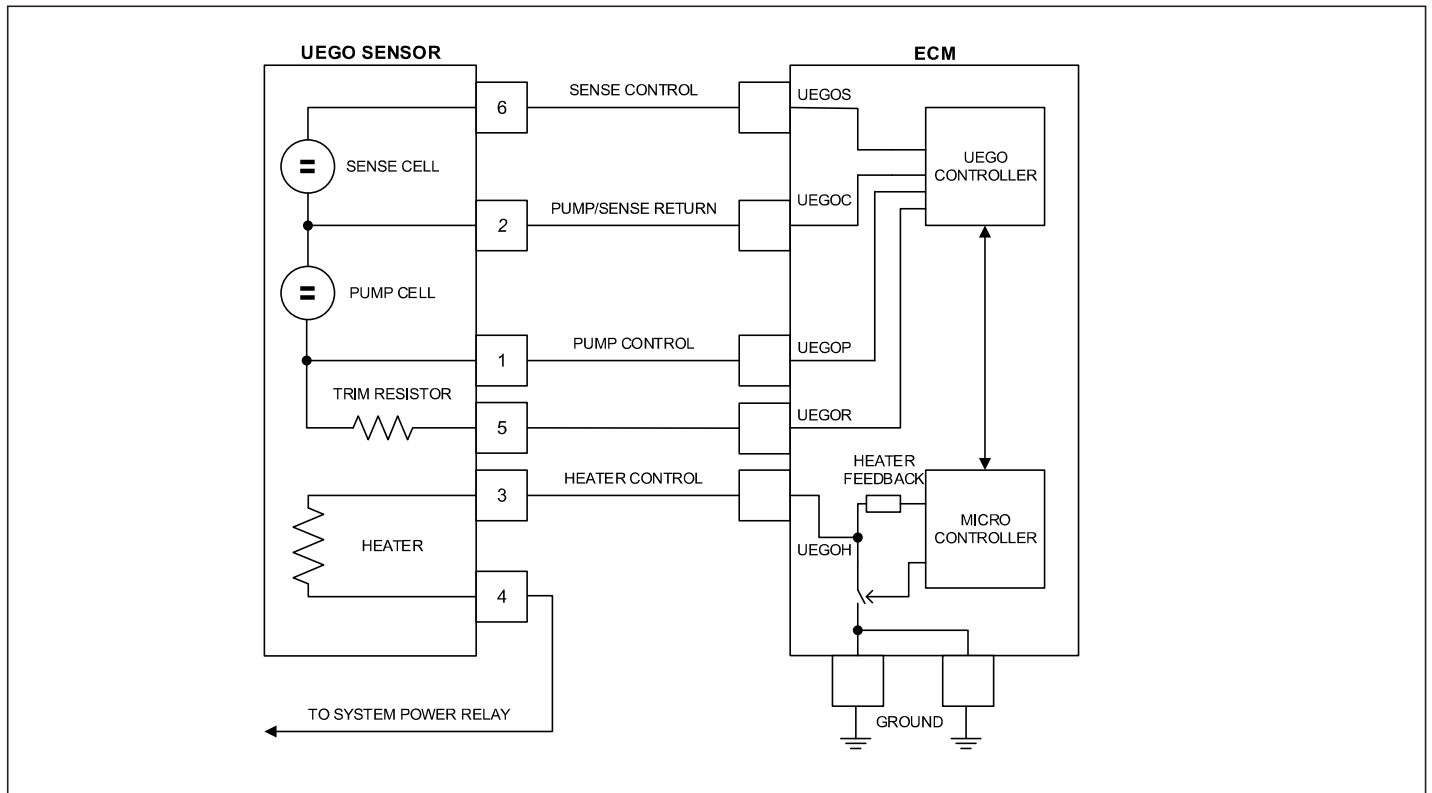 UEGO SENSOR
ECM
6
SENSE CONTROL
UEGOS
SENSE CELL
UEGO
CONTROLLER
2
PUMP/SENSE RETURN
UEGOC
PUMP CELL
1
PUMP CONTROL
UEGOP
TRIM RESISTOR
5
UEGOR
3
HEATER CONTROL
HEATER
FEEDBACK
UEGOH
MICRO
CONTROLLER
HEATER
4
TO SYSTEM POWER RELAY
GROUND